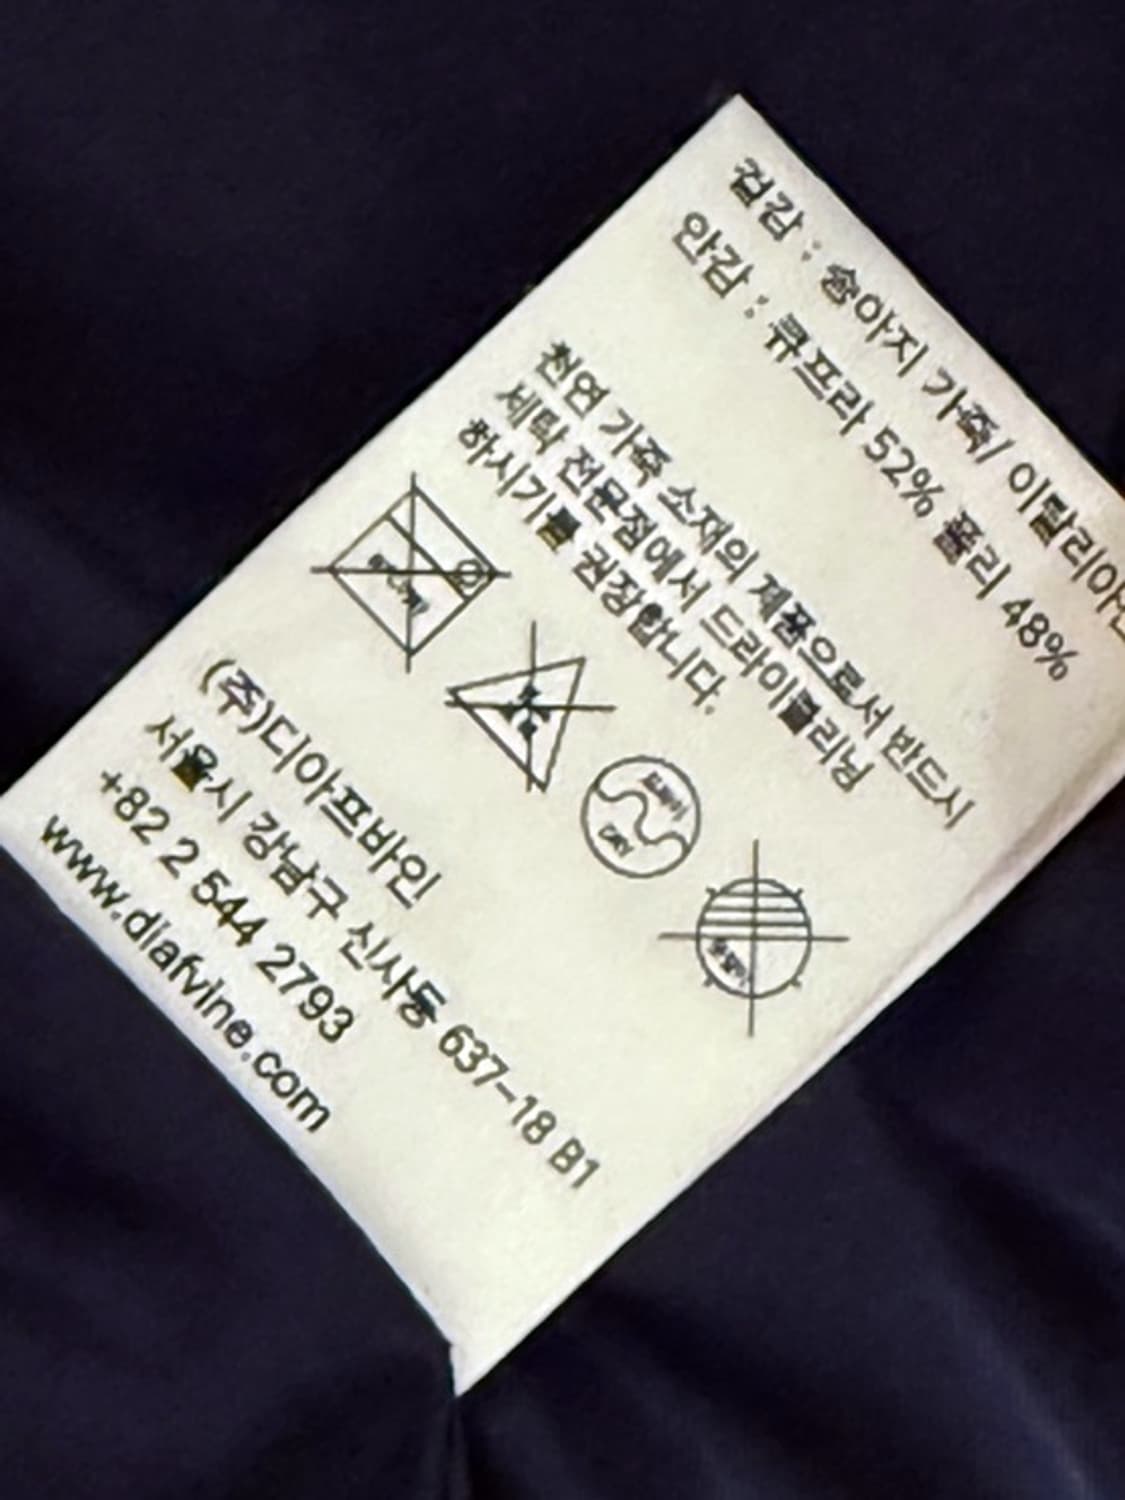 겉감 : 송아지 가죽/ 이탈리아산
안감 : 큐프라 52% 폴리 48%
천연 가죽 소재의 제품으로서 반드시
세탁 전문점에서 드라이클리닝
하시기를 권장합니다.
드라이
DRY
(주)디아프바인
서울시 강남구 신사동 637-18 B1
+82 2 544 2793
www.diafvine.com